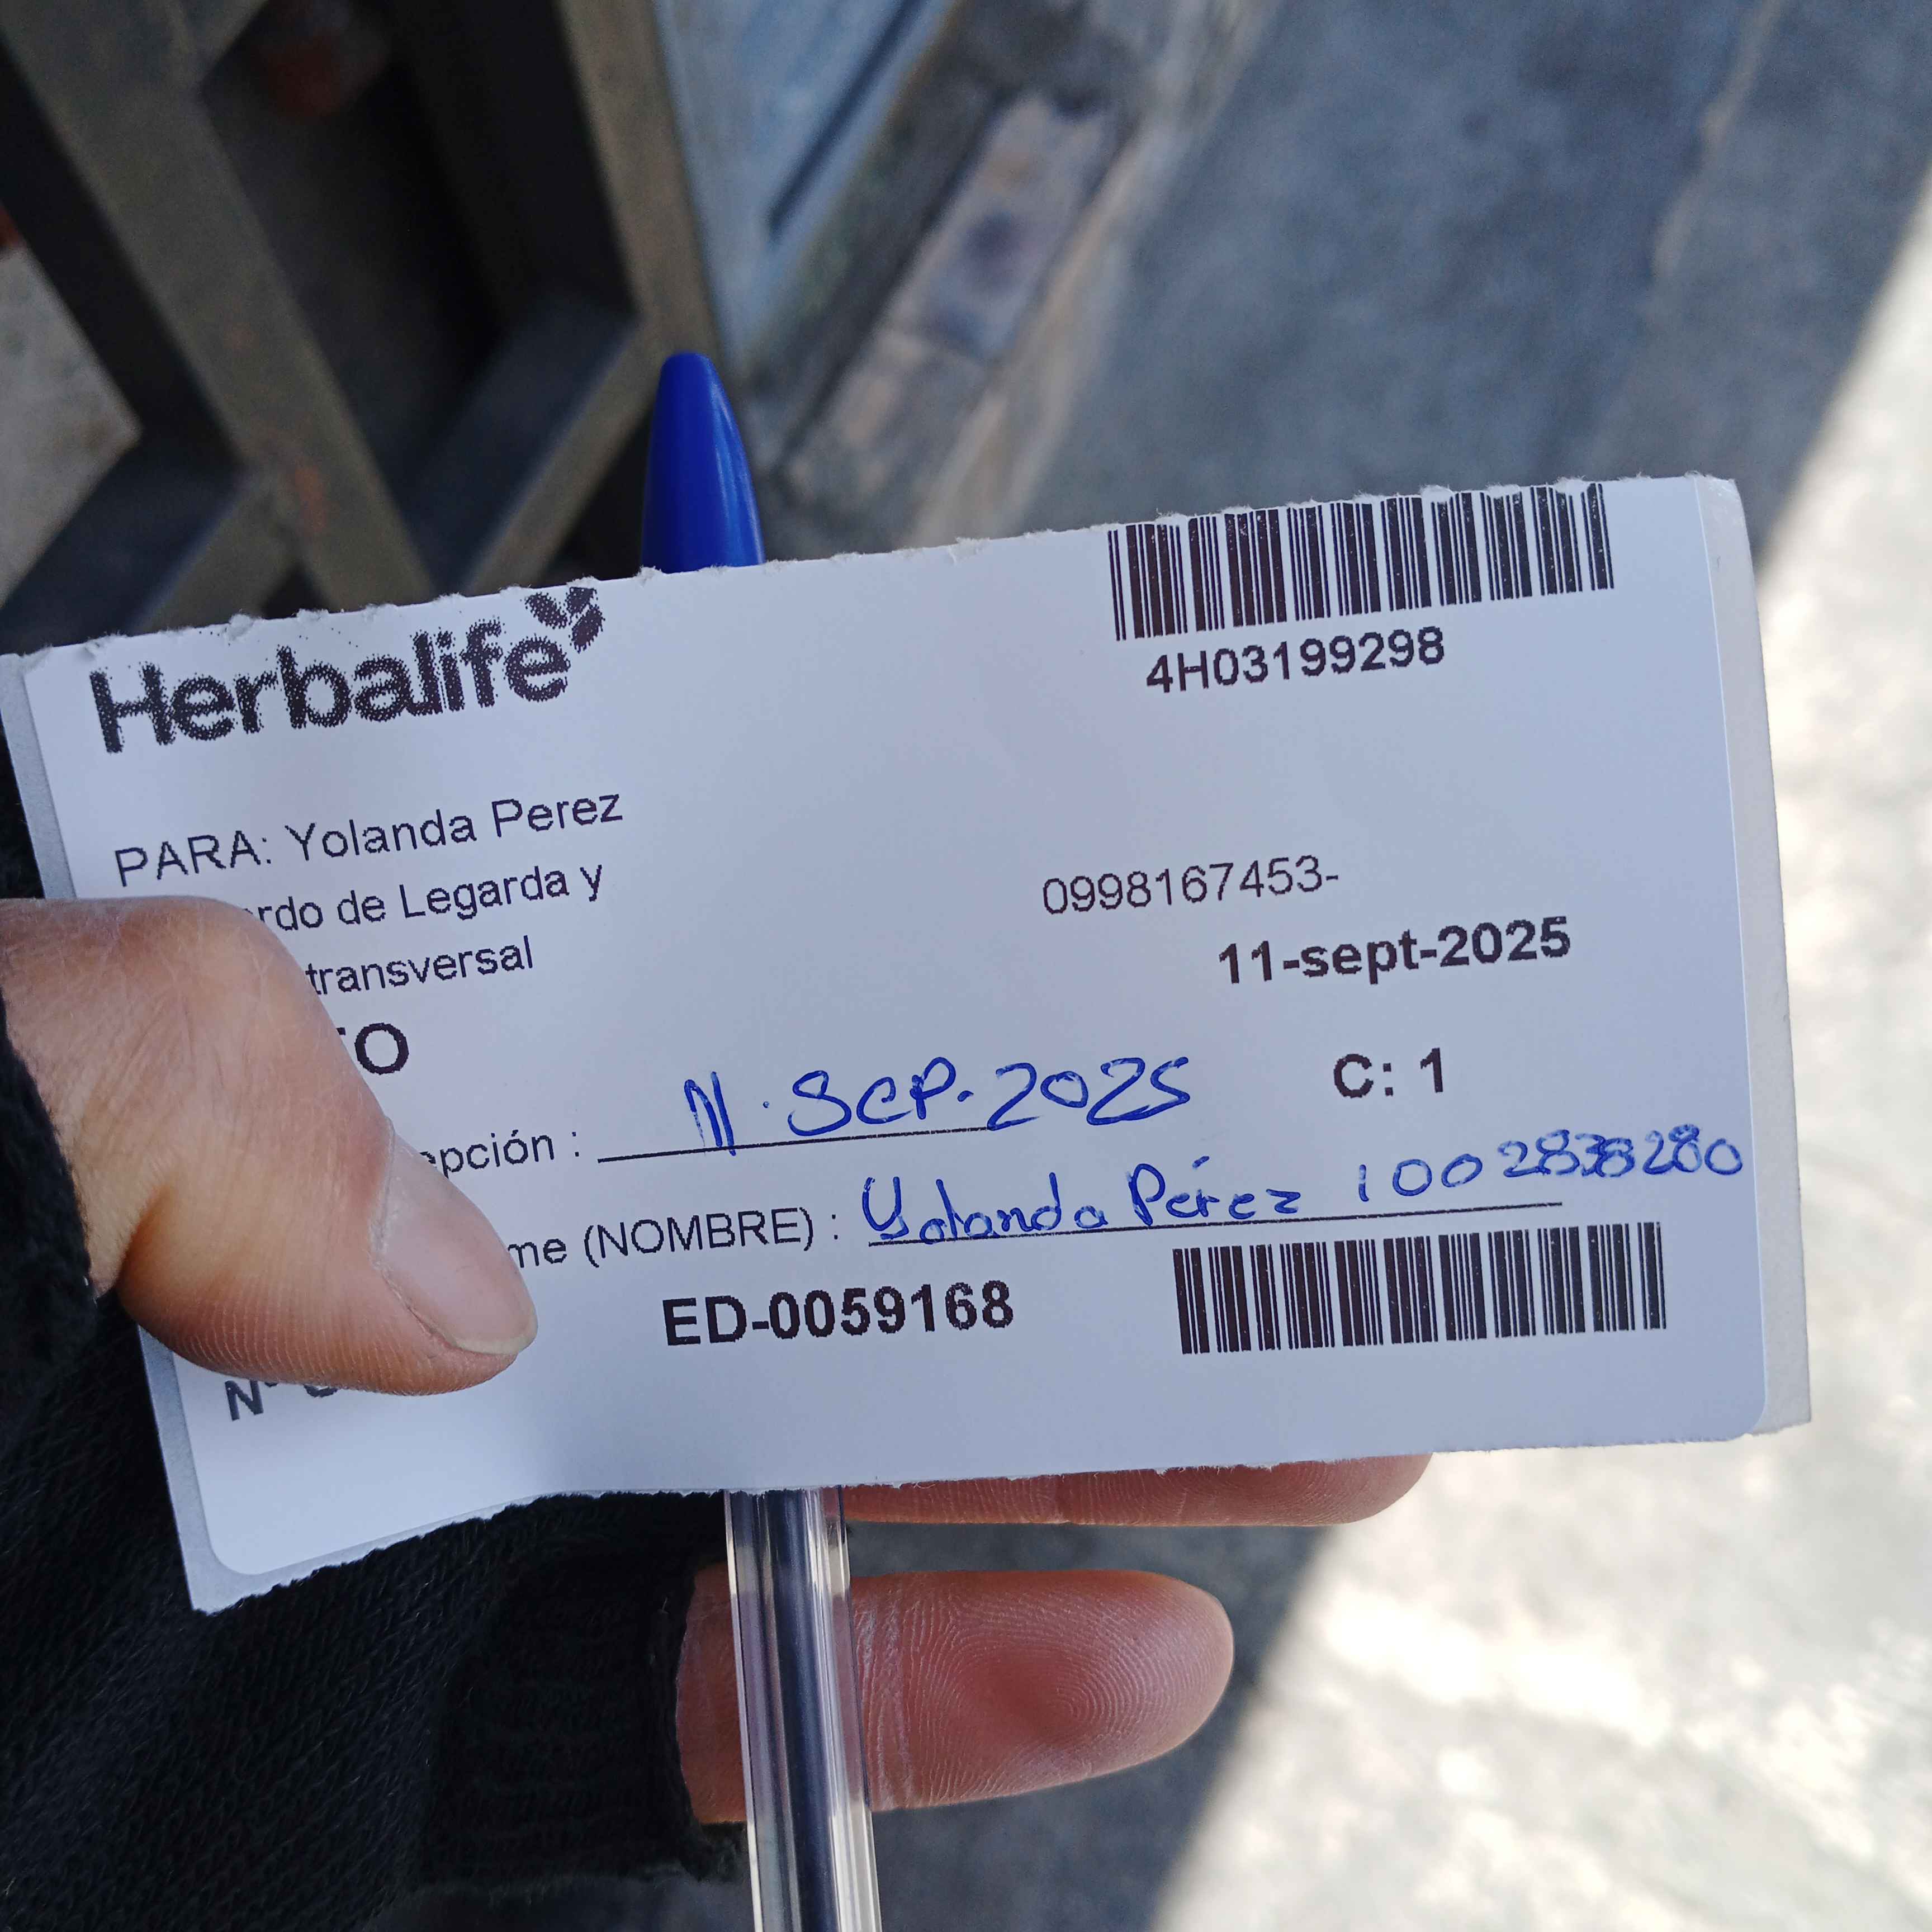 Herbalife
4H03199298
PARA: Yolanda Perez
rdo de Legarda y
0998167453-
transversal
11-sept-2025
TO
C: 1
epción : 11. SEP. 2025
me (NOMBRE) : Yolanda Pérez
ED-0059168